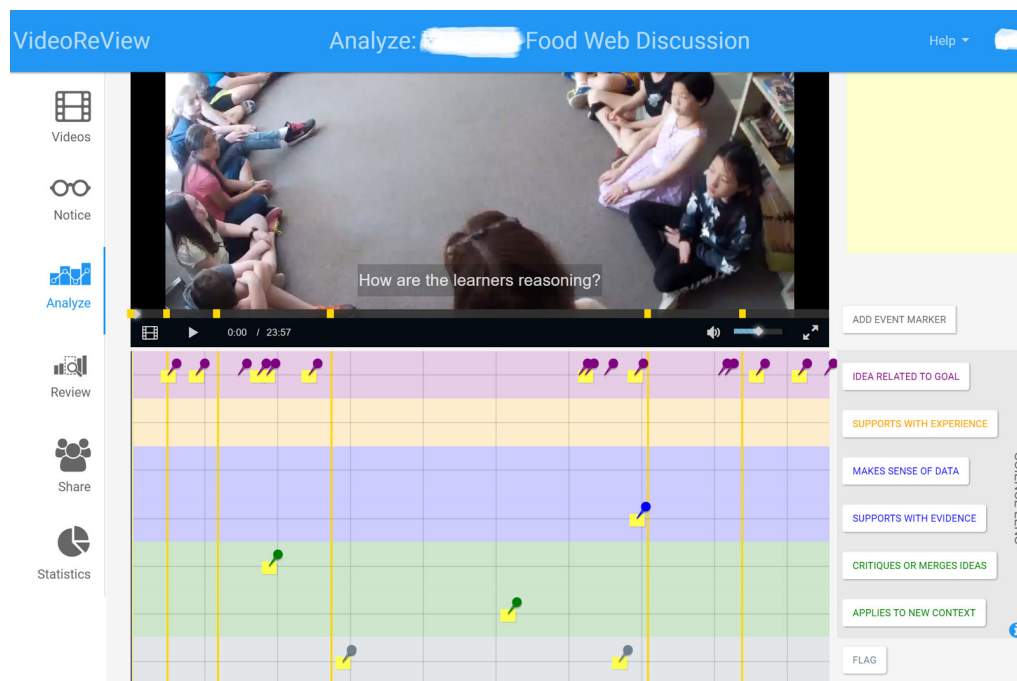 VideoReView
Analyze:
Food Web Discussion
Help
Videos
Notice
Analyze
Review
Share
Statistics
How are the learners reasoning?
0:00 / 23:57
ADD EVENT MARKER
IDEA RELATED TO GOAL
SUPPORTS WITH EXPERIENCE
MAKES SENSE OF DATA
SUPPORTS WITH EVIDENCE
CRITIQUES OR MERGES IDEAS
APPLIES TO NEW CONTEXT
FLAG